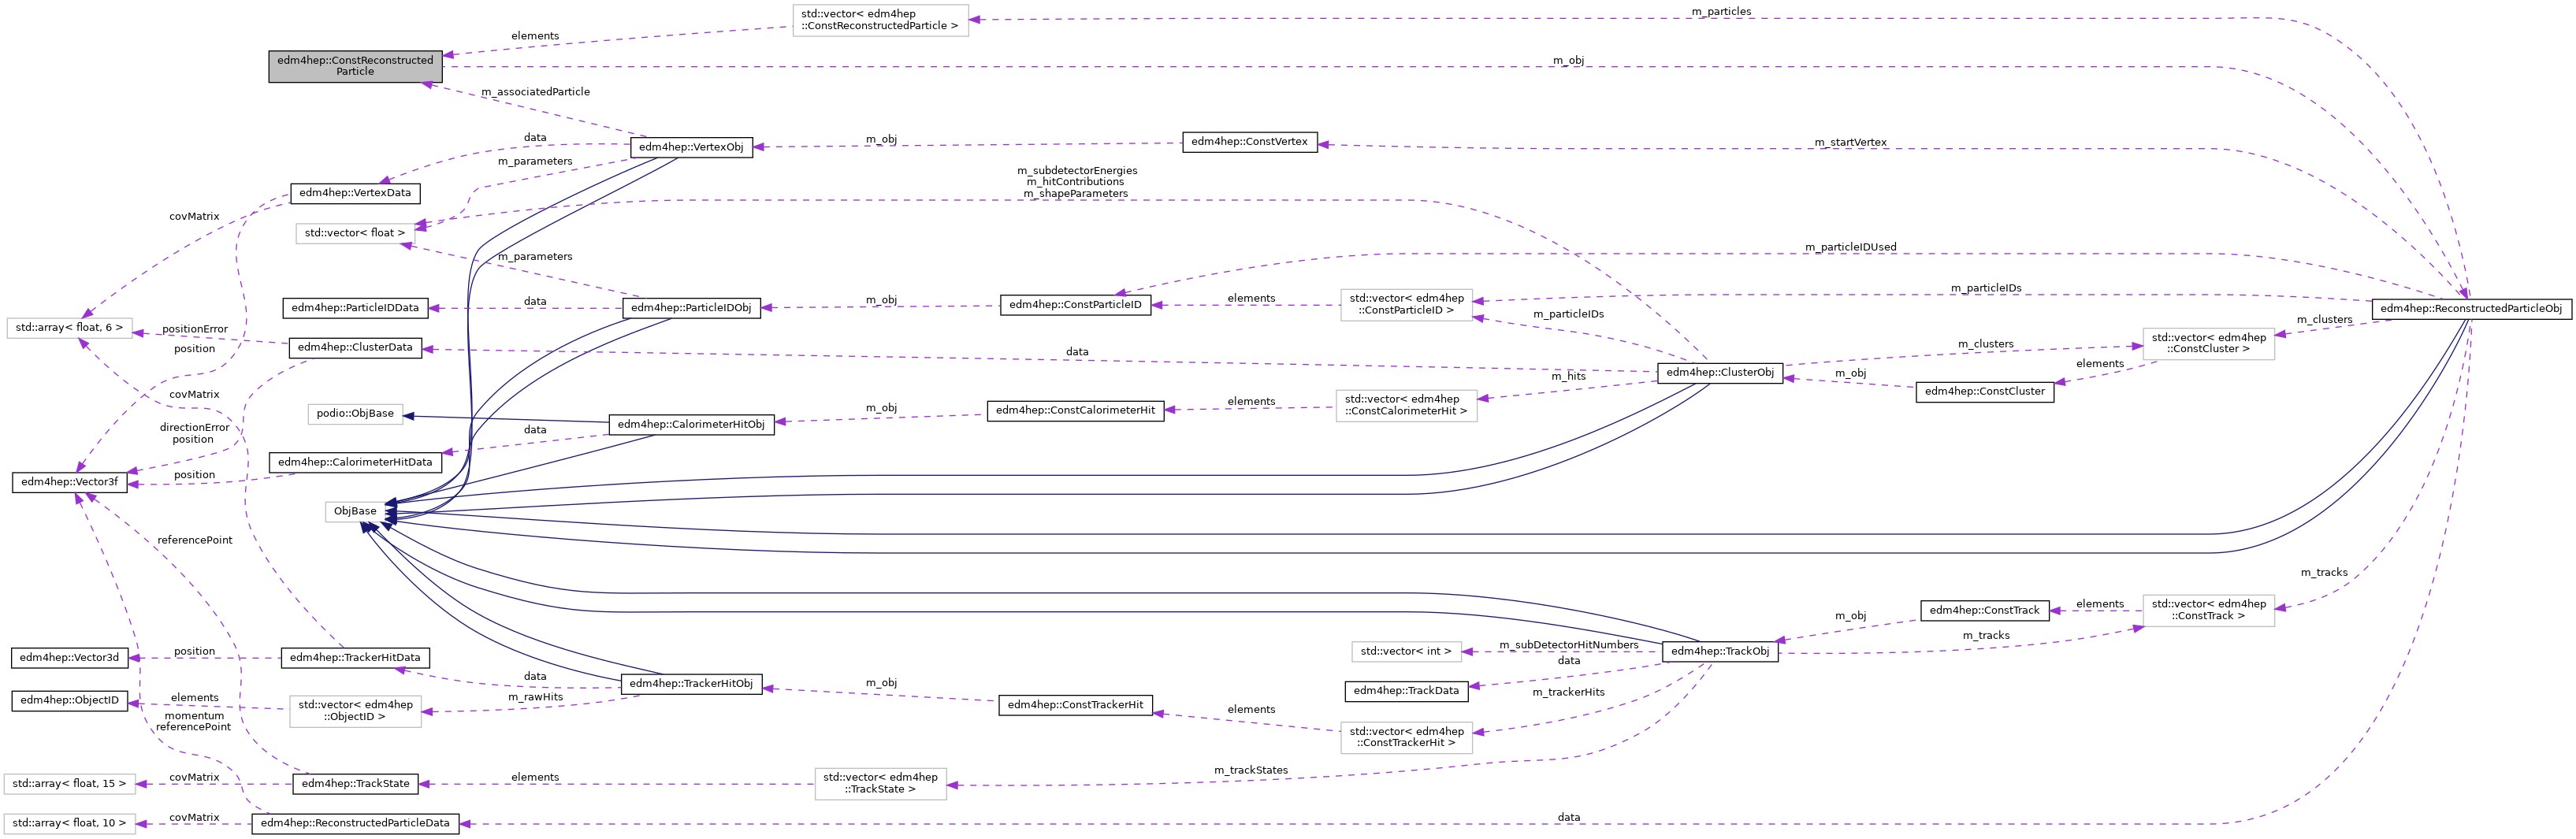 std::vector< edm4hep
::ConstReconstructedParticle >
m_particles
elements
edm4hep::ConstReconstructed
Particle
m_obj
m_associatedParticle
data
edm4hep::VertexObj
m_obj
edm4hep::ConstVertex
m_startVertex
m_parameters
m_subdetectorEnergies
m_hitContributions
m_shapeParameters
edm4hep::VertexData
covMatrix
std::vector< float >
m_particleIDUsed
m_parameters
m_particleIDs
edm4hep::ParticleIDData
data
edm4hep::ParticleIDObj
m_obj
edm4hep::ConstParticleID
elements
std::vector< edm4hep
::ConstParticleID >
edm4hep::ReconstructedParticleObj
m_particleIDs
m_clusters
std::array< float, 6 >
positionError
position
edm4hep::ClusterData
data
m_clusters
std::vector< edm4hep
::ConstCluster >
elements
edm4hep::ClusterObj
m_obj
edm4hep::ConstCluster
m_hits
covMatrix
podio::ObjBase
m_obj
edm4hep::ConstCalorimeterHit
elements
std::vector< edm4hep
::ConstCalorimeterHit >
edm4hep::CalorimeterHitObj
directionError
position
data
edm4hep::CalorimeterHitData
position
edm4hep::Vector3f
ObjBase
referencePoint
m_tracks
edm4hep::ConstTrack
elements
std::vector< edm4hep
::ConstTrack >
m_obj
m_tracks
edm4hep::Vector3d
position
edm4hep::TrackerHitData
std::vector< int >
m_subDetectorHitNumbers
edm4hep::TrackObj
data
data
edm4hep::TrackerHitObj
m_obj
edm4hep::TrackData
m_trackerHits
edm4hep::ObjectID
elements
std::vector< edm4hep
::ObjectID >
m_rawHits
edm4hep::ConstTrackerHit
elements
momentum
referencePoint
std::vector< edm4hep
::ConstTrackerHit >
m_trackStates
std::array< float, 15 >
covMatrix
edm4hep::TrackState
elements
std::vector< edm4hep
::TrackState >
std::array< float, 10 >
covMatrix
edm4hep::ReconstructedParticleData
data